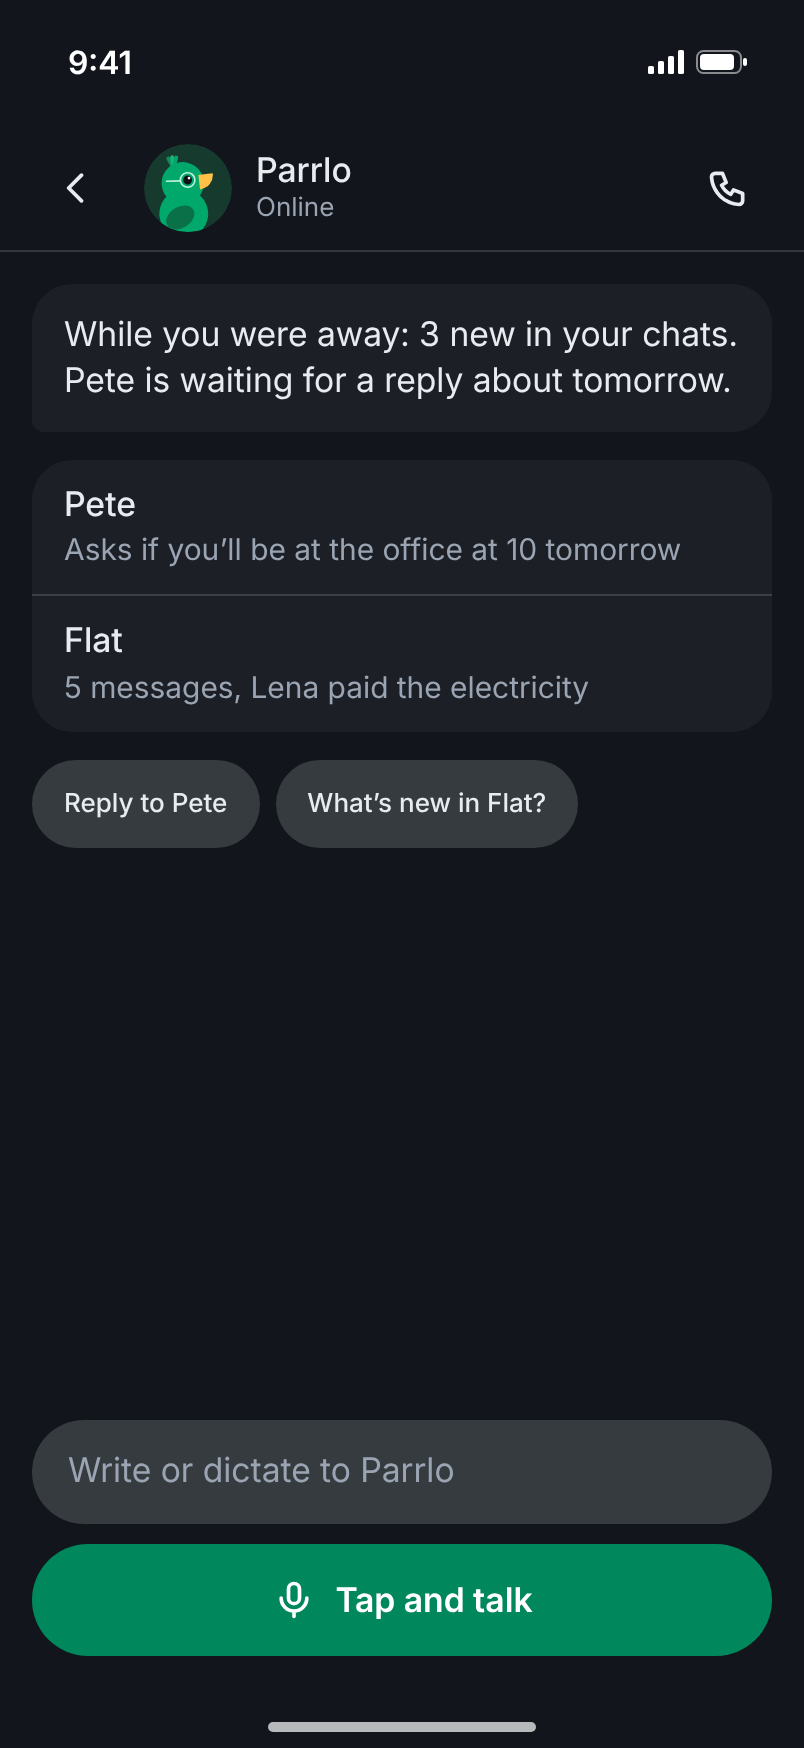 9:41
Parrlo
Online
While you were away: 3 new in your chats.
Pete is waiting for a reply about tomorrow.
Pete
Asks if you’ll be at the office at 10 tomorrow
Flat
5 messages, Lena paid the electricity
Reply to Pete
What’s new in Flat?
Write or dictate to Parrlo
Tap and talk